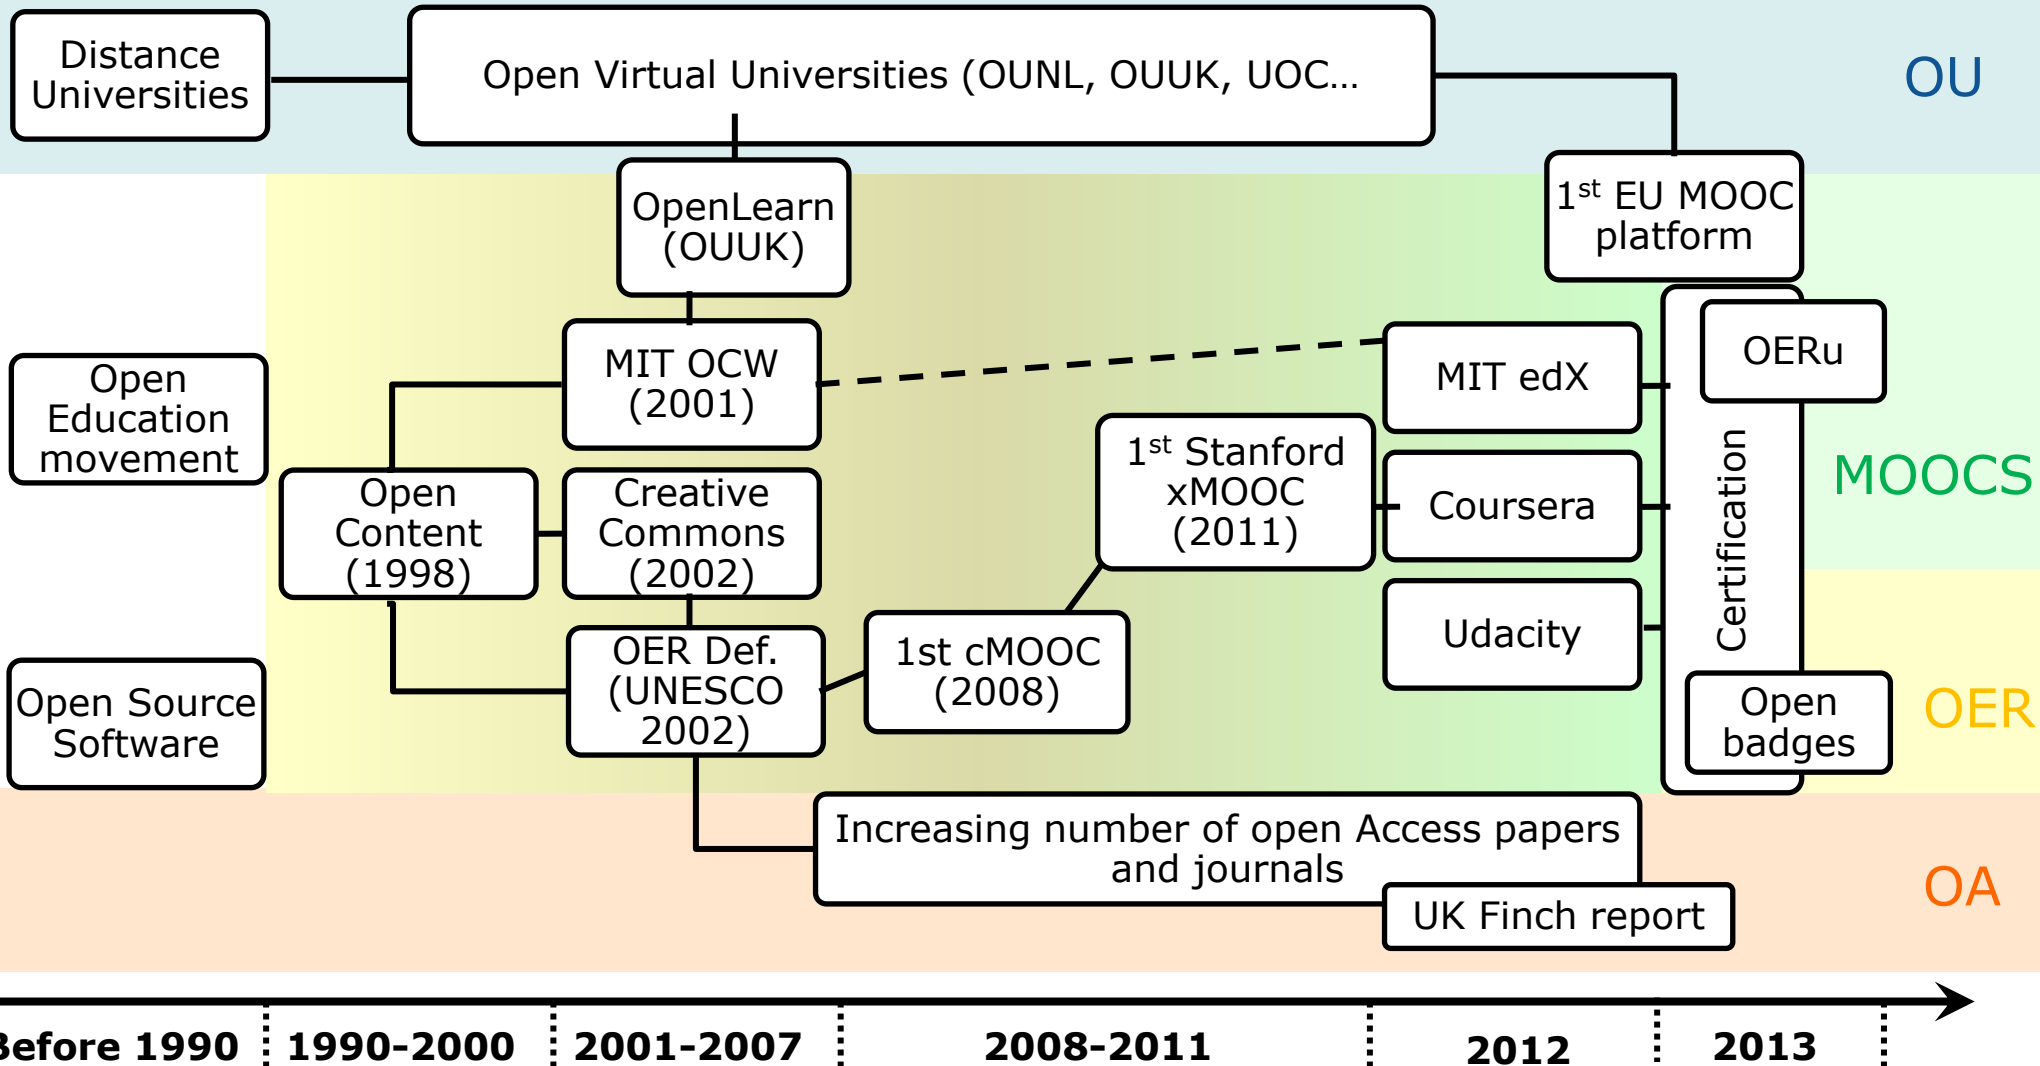 Distance
Universities
Open Virtual Universities (OUNL, OUUK, UOC...
OU
OpenLearn
(OUUK)
1st EU MOOC
platform
MIT OCW
(2001)
MIT edX
OERu
Open
Education
movement
1st Stanford
xMOOC
(2011)
MOOCS
Open
Content
(1998)
Creative
Commons
(2002)
Coursera
Certification
OER Def.
(UNESCO
2002)
1st cMOOC
(2008)
Udacity
Open Source
Software
Open
badges
OER
Increasing number of open Access papers
and journals
UK Finch report
OA
Before 1990
1990-2000
2001-2007
2008-2011
2012
2013